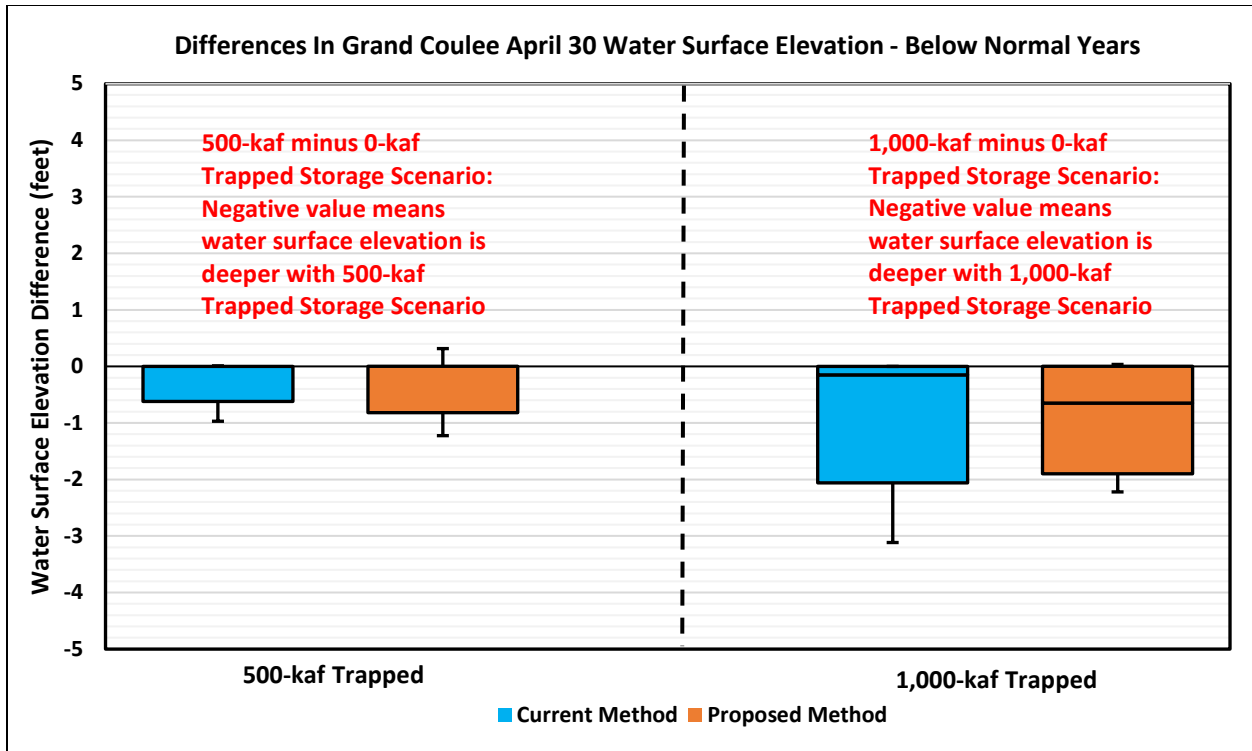 Differences In Grand Coulee April 30 Water Surface Elevation - Below Normal Years
Water Surface Elevation Difference (feet)
5
4
3
2
1
0
-1
-2
-3
-4
-5
500-kaf minus 0-kaf
Trapped Storage Scenario:
Negative value means
water surface elevation is
deeper with 500-kaf
Trapped Storage Scenario
1,000-kaf minus 0-kaf
Trapped Storage Scenario:
Negative value means
water surface elevation is
deeper with 1,000-kaf
Trapped Storage Scenario
500-kaf Trapped
1,000-kaf Trapped
Current Method
Proposed Method